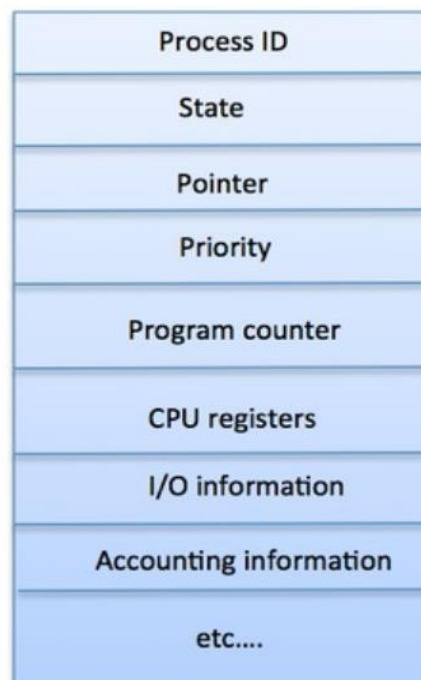 Process ID
State
Pointer
Priority
Program counter
CPU registers
I/O information
Accounting information
etc....